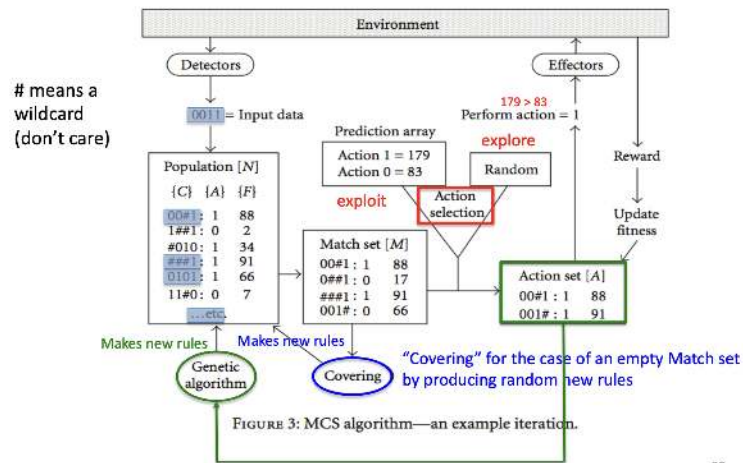 Environment
Detectors
Effectors
# means a
wildcard
(don't care)
0011 = Input data
179 > 83
Perform action = 1
Prediction array
Action 1 = 179
Action 0 = 83
explore
Random
exploit
Action
selection
Reward
Update
fitness
Population [N]
{C} {A} {F}
00#1: 1 88
1##1: 0 2
#010: 1 34
###1: 1 91
0101: 1 66
11#0: 0 7
...etc.
Match set [M]
00#1 : 1 88
0##1 : 0 17
###1 : 1 91
001# : 0 66
Action set [A]
00#1 : 1 88
001# : 1 91
Makes new rules
Makes new rules
Genetic
algorithm
Covering
"Covering" for the case of an empty Match set
by producing random new rules
FIGURE 3: MCS algorithm—an example iteration.